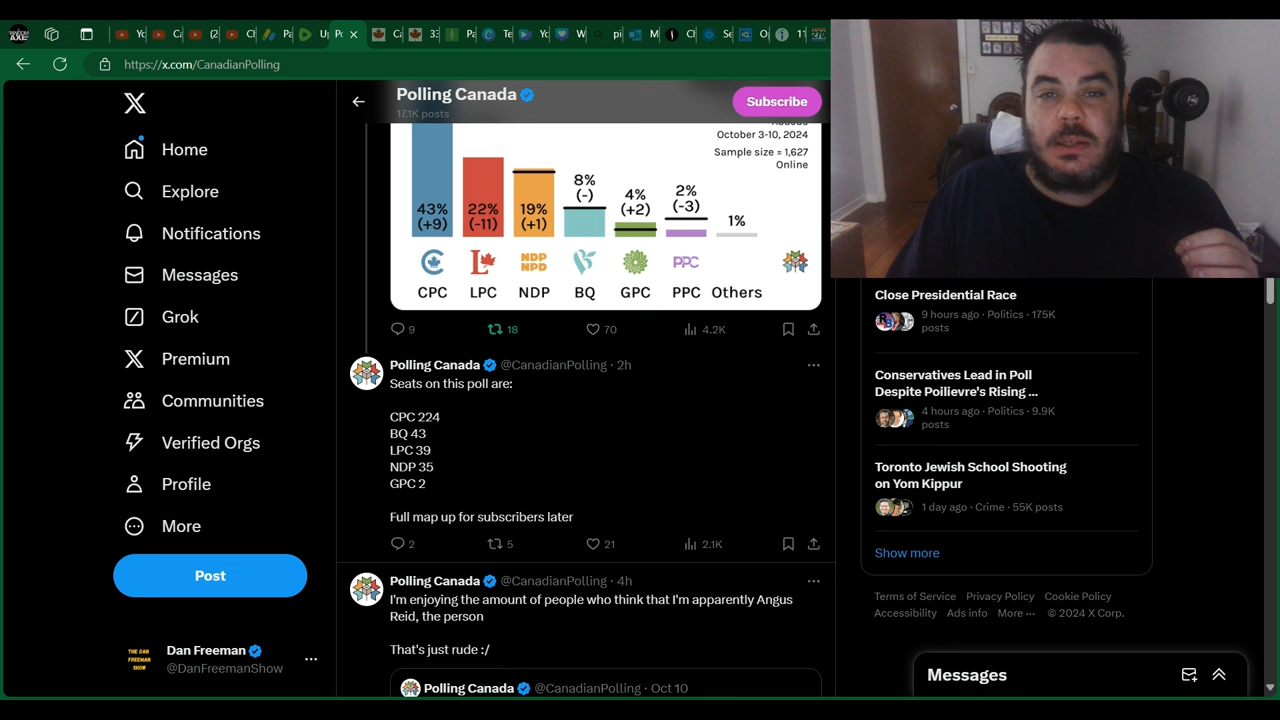 https://x.com/CanadianPolling
Polling Canada
17.1K posts
Subscribe
Home
Explore
Notifications
Messages
Grok
Premium
Communities
Verified Orgs
Profile
More
Post
Dan Freeman
@DanFreemanShow
October 3-10, 2024
Sample size = 1,627
Online
43%
(+9)
22%
(-11)
19%
(+1)
8%
(-)
4%
(+2)
2%
(-3)
1%
NDP
NPD
PPC
CPC LPC NDP BQ GPC PPC Others
9 18 70 4.2K
Polling Canada @CanadianPolling · 2h
Seats on this poll are:
CPC 224
BQ 43
LPC 39
NDP 35
GPC 2
Full map up for subscribers later
2 5 21 2.1K
Polling Canada @CanadianPolling · 4h
I'm enjoying the amount of people who think that I'm apparently Angus
Reid, the person
That's just rude :/
Polling Canada @CanadianPolling · Oct 10
Close Presidential Race
9 hours ago · Politics · 175K
posts
Conservatives Lead in Poll
Despite Poilievre's Rising ...
4 hours ago · Politics · 9.9K
posts
Toronto Jewish School Shooting
on Yom Kippur
1 day ago · Crime · 55K posts
Show more
Terms of Service Privacy Policy Cookie Policy
Accessibility Ads info More ··· © 2024 X Corp.
Messages